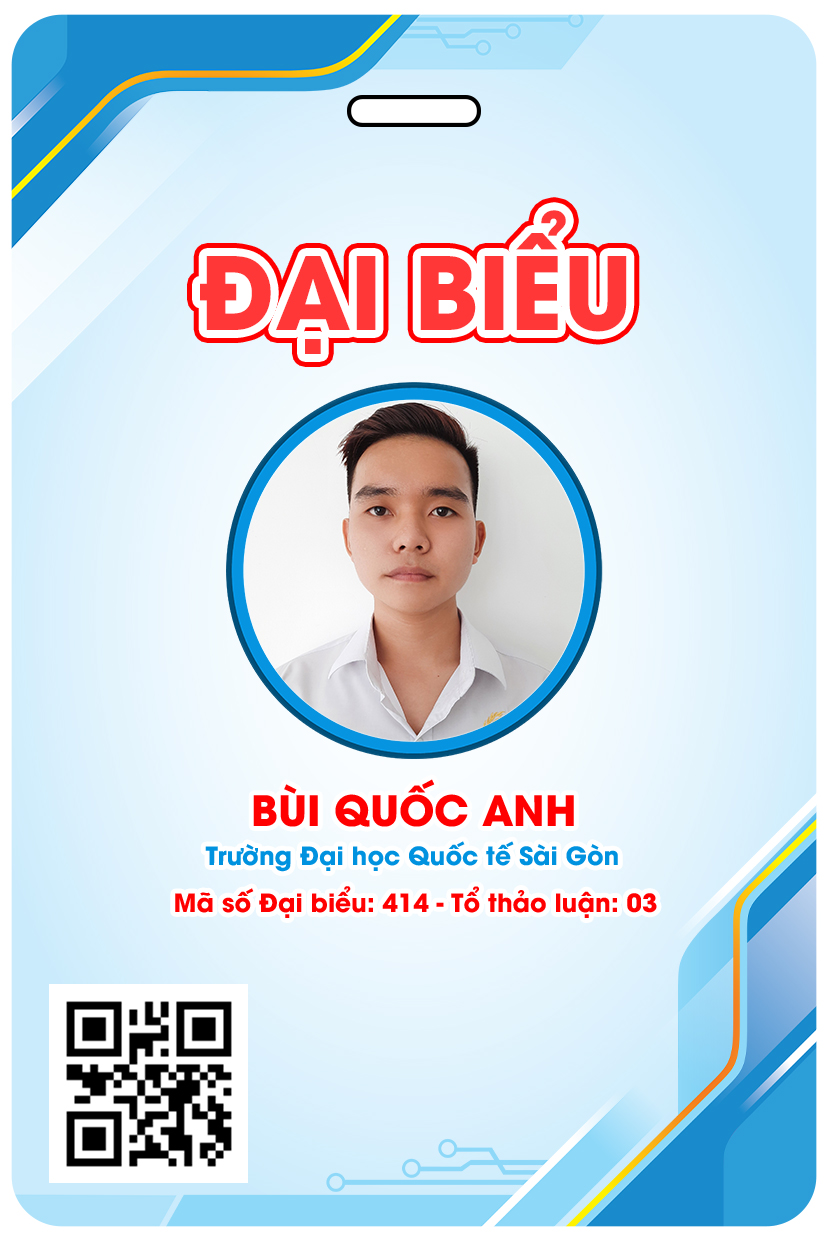 ĐẠI BIỂU
BÙI QUỐC ANH
Trường Đại học Quốc tế Sài Gòn
Mã số Đại biểu: 414 - Tổ thảo luận: 03